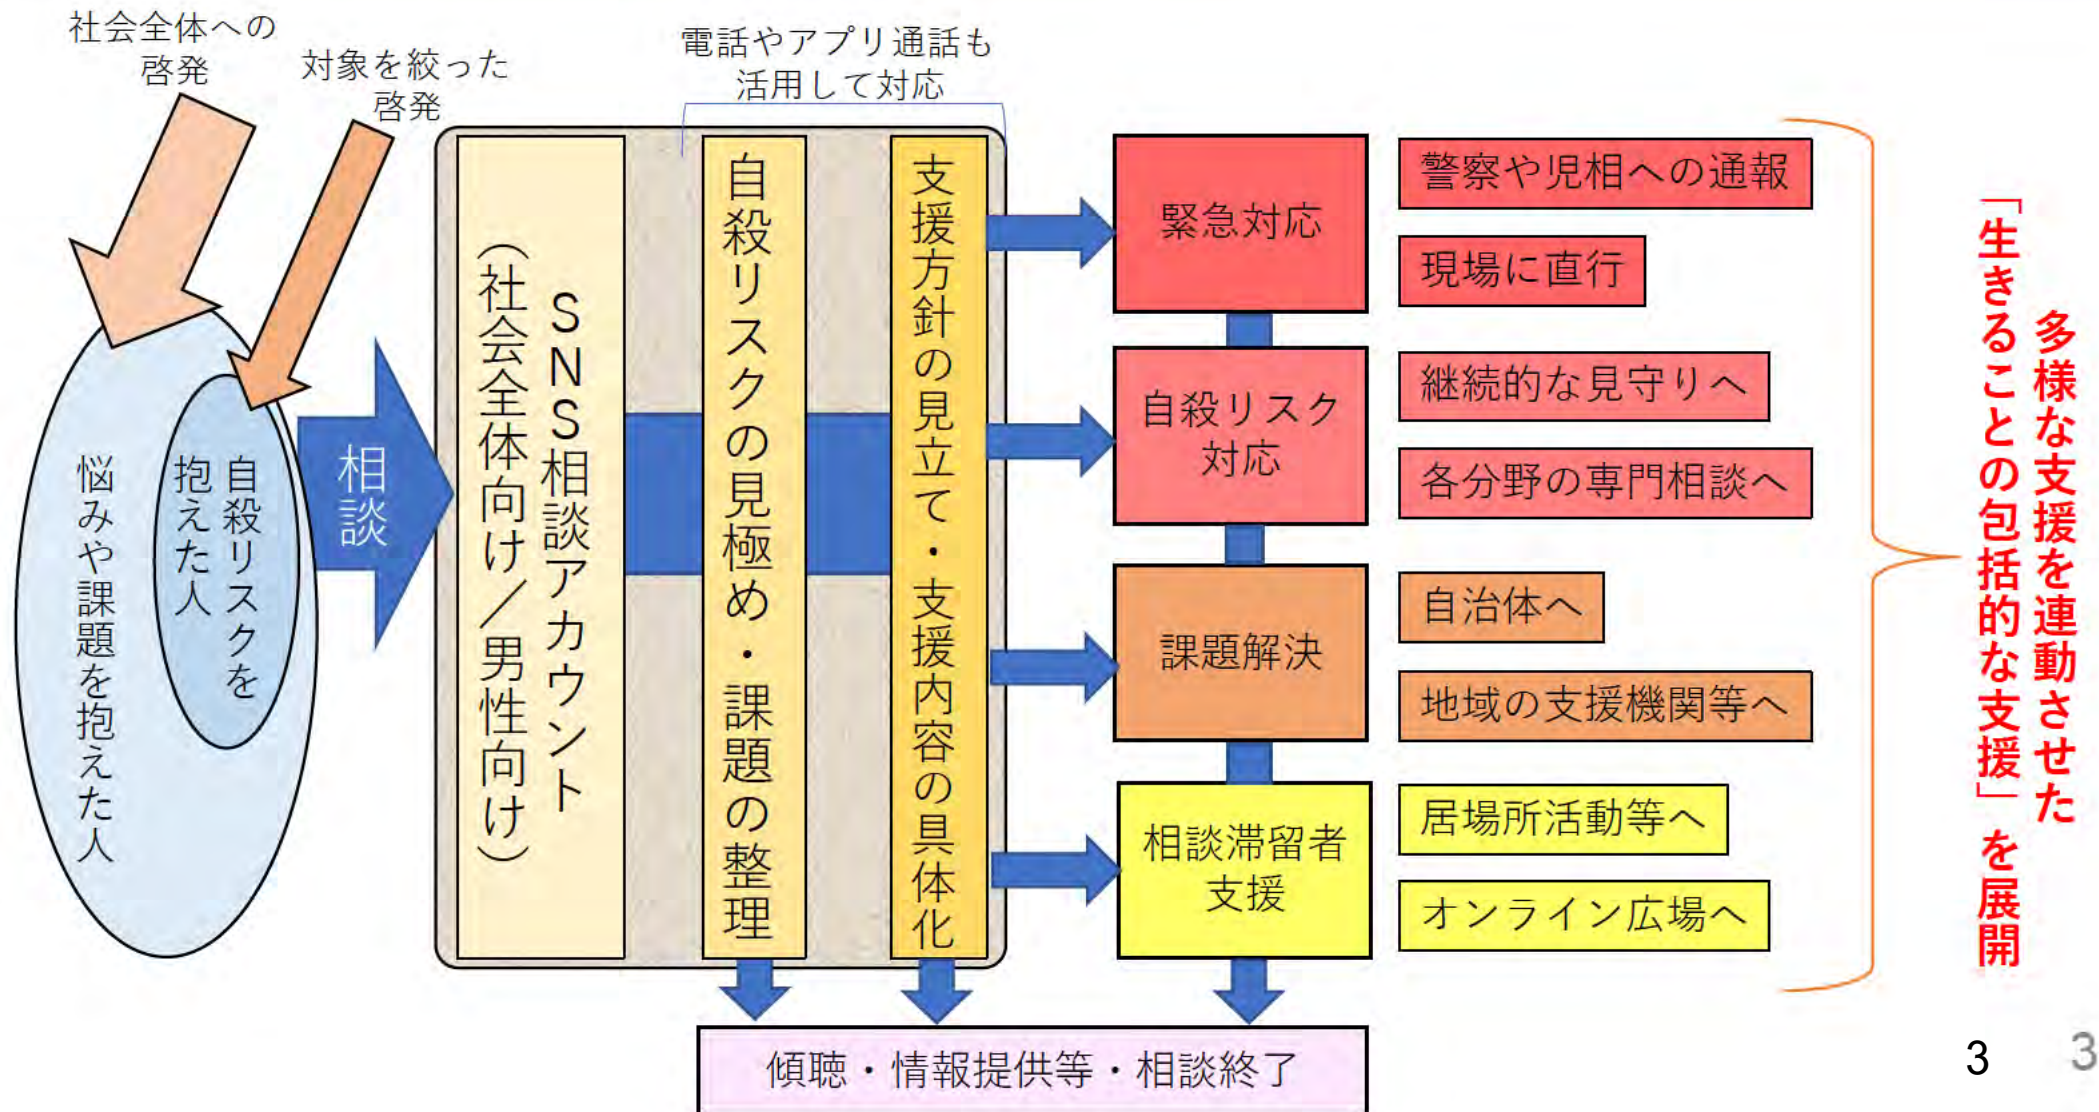 社会全体への
啓発
対象を絞った
啓発
電話やアプリ通話も
活用して対応
悩みや課題を抱えた人
自殺リスクを
抱えた人
相談
SNS相談アカウント
（社会全体向け／男性向け）
自殺リスクの見極め・課題の整理
支援方針の見立て・支援内容の具体化
緊急対応
警察や児相への通報
現場に直行
自殺リスク
対応
継続的な見守りへ
各分野の専門相談へ
課題解決
自治体へ
地域の支援機関等へ
相談滞留者
支援
居場所活動等へ
オンライン広場へ
傾聴・情報提供等・相談終了
多様な支援を連動させた
「生きることの包括的な支援」を展開
3
3